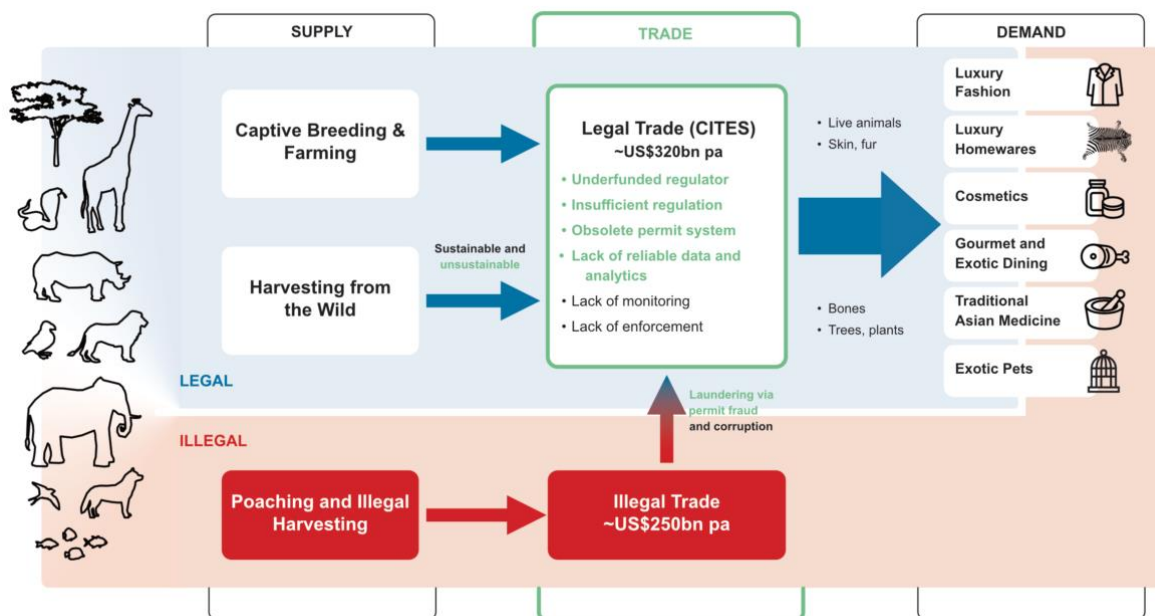 SUPPLY
TRADE
DEMAND
Captive Breeding &
Farming
Harvesting from
the Wild
Sustainable and
unsustainable
Legal Trade (CITES)
~US$320bn pa
• Underfunded regulator
• Insufficient regulation
• Obsolete permit system
• Lack of reliable data and
analytics
• Lack of monitoring
• Lack of enforcement
• Live animals
• Skin, fur
• Bones
• Trees, plants
Luxury
Fashion
Luxury
Homewares
Cosmetics
Gourmet and
Exotic Dining
Traditional
Asian Medicine
Exotic Pets
LEGAL
ILLEGAL
Laundering via
permit fraud
and corruption
Poaching and Illegal
Harvesting
Illegal Trade
~US$250bn pa